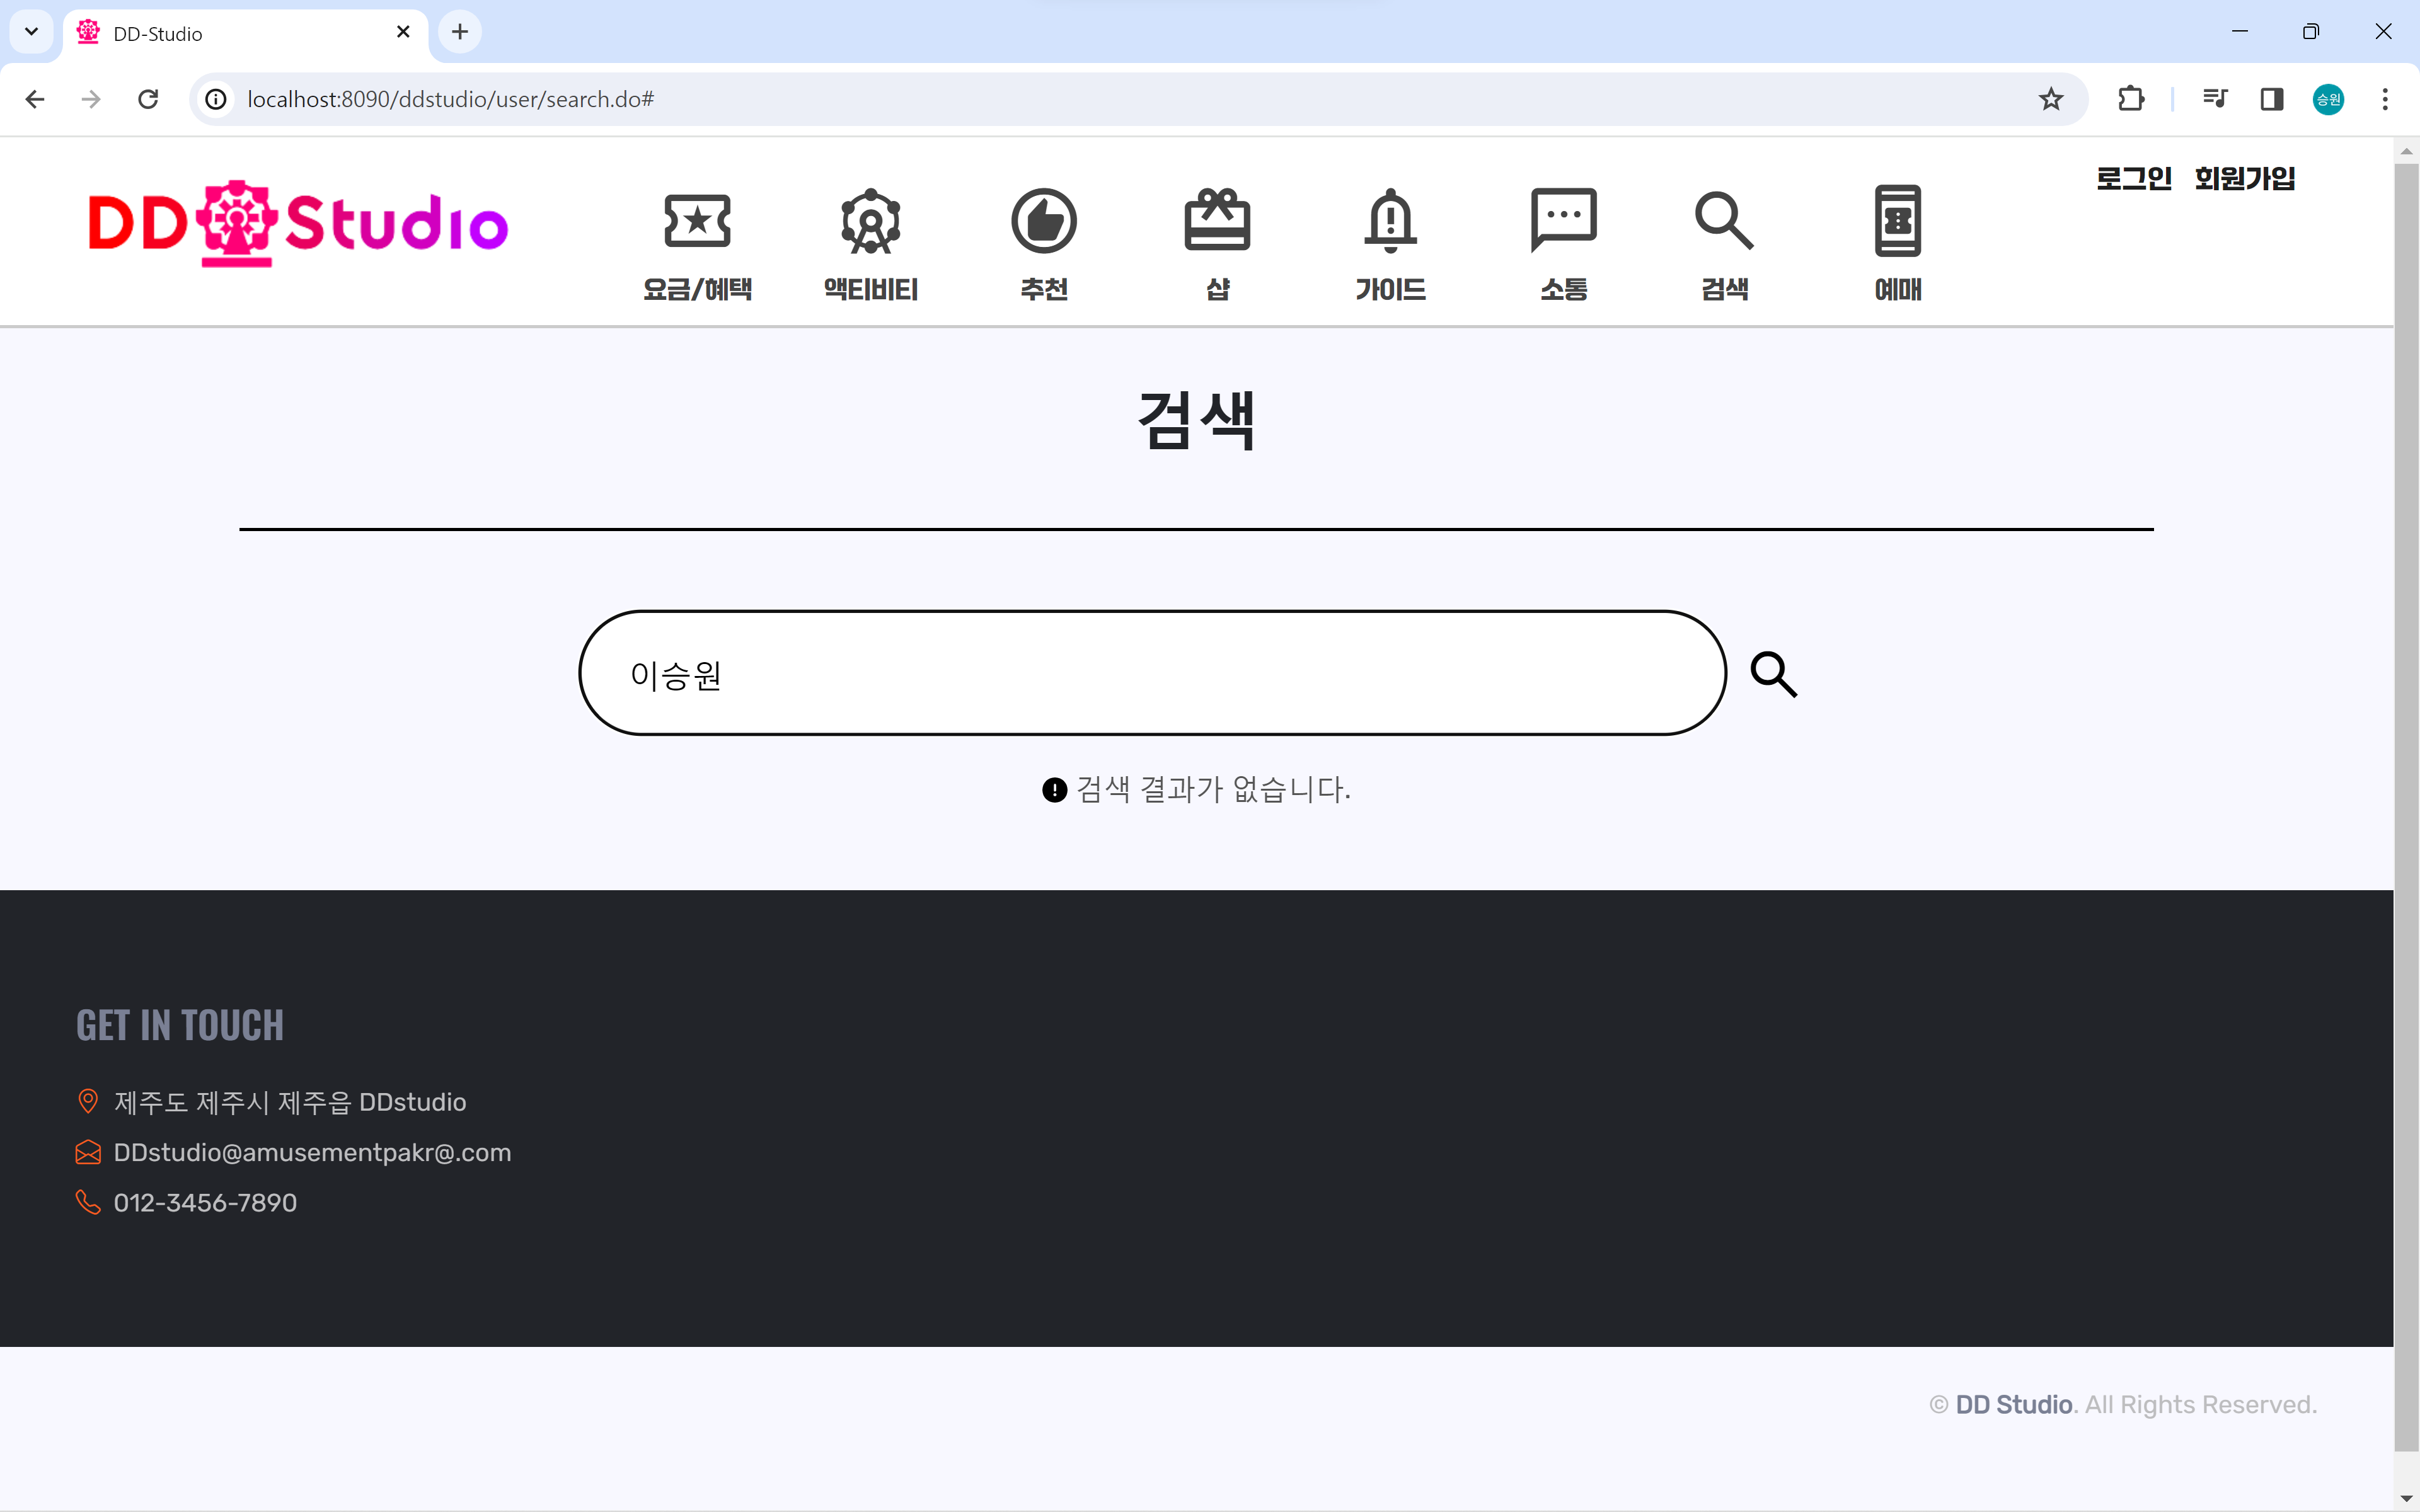 DD-Studio
localhost:8090/ddstudio/user/search.do#
승원
로그인 회원가입
DD Studio
요금/혜택 액티비티 추천 샵 가이드 소통 검색 예매
검색
이승원
검색 결과가 없습니다.
GET IN TOUCH
제주도 제주시 제주읍 DDstudio
DDstudio@amusementpakr@.com
012-3456-7890
© DD Studio. All Rights Reserved.